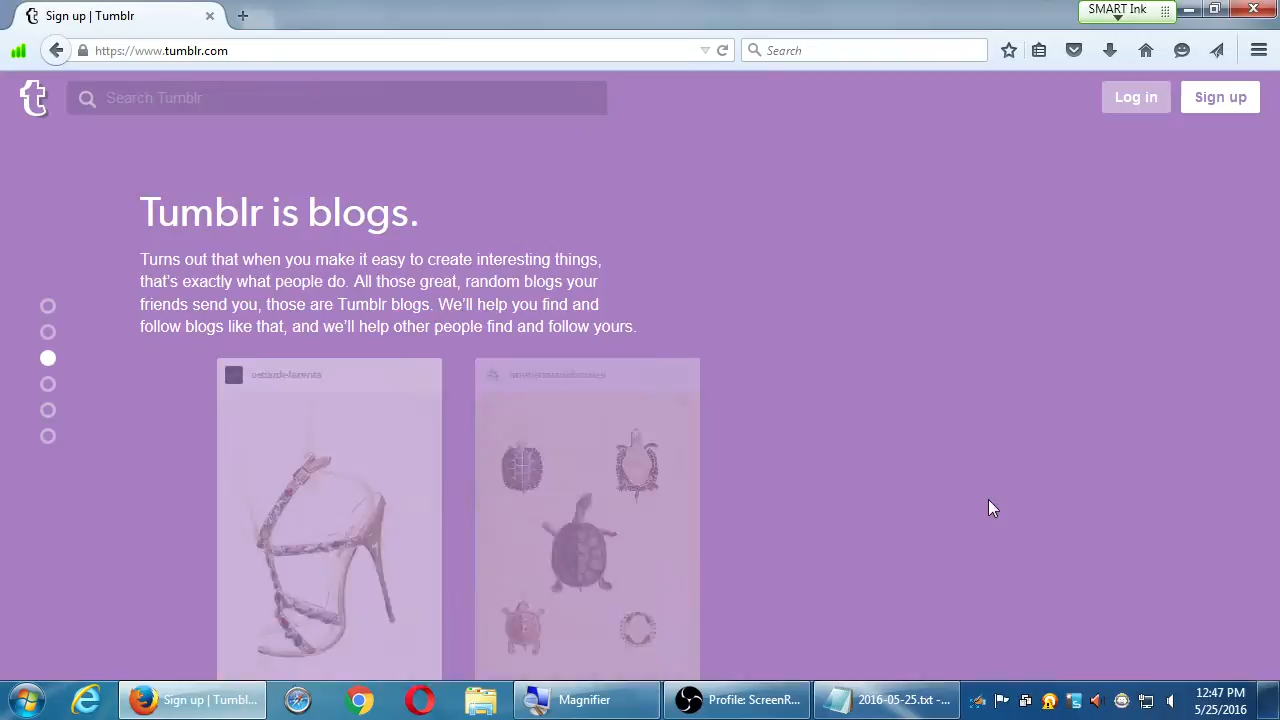 Sign up | Tumblr
SMART Ink
https://www.tumblr.com
Search
t
Search Tumblr
Log in
Sign up
Tumblr is blogs.
Turns out that when you make it easy to create interesting things,
that's exactly what people do. All those great, random blogs your
friends send you, those are Tumblr blogs. We'll help you find and
follow blogs like that, and we'll help other people find and follow yours.
Sign up | Tumbl...
Magnifier
Profile: ScreenR...
2016-05-25.txt -...
12:47 PM
5/25/2016